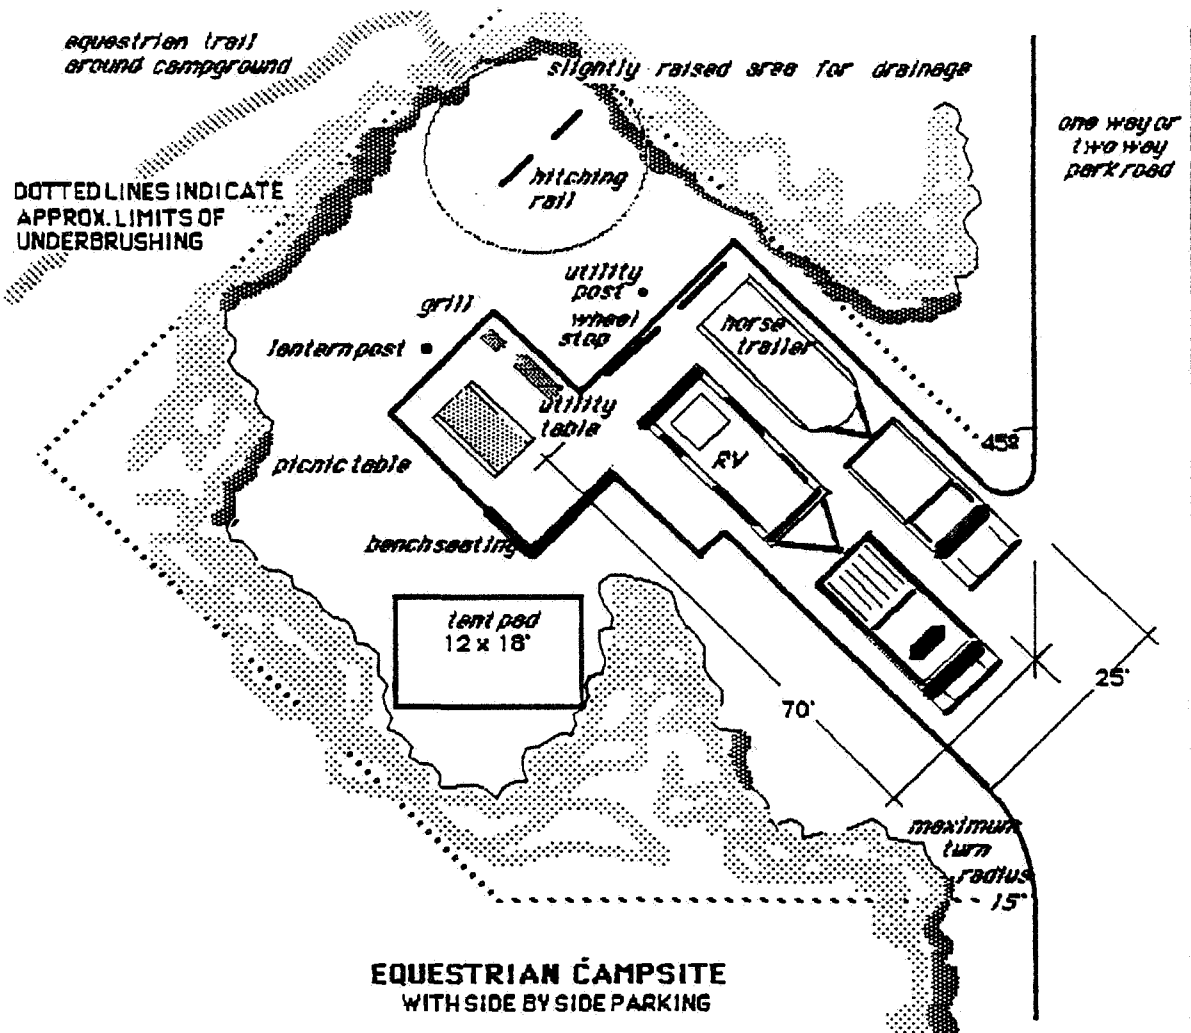 equestrian trail
around campground
slightly raised area for drainage
one way or
two way
park road
DOTTED LINES INDICATE
APPROX. LIMITS OF
UNDERBRUSHING
hitching
rail
utility
post
wheel
stop
grill
horse
trailer
lantern post
utility
table
45º
RV
picnic table
bench seating
tent pad
12 x 18'
25'
70'
maximum
turn
radius
15'
EQUESTRIAN CAMPSITE
WITH SIDE BY SIDE PARKING